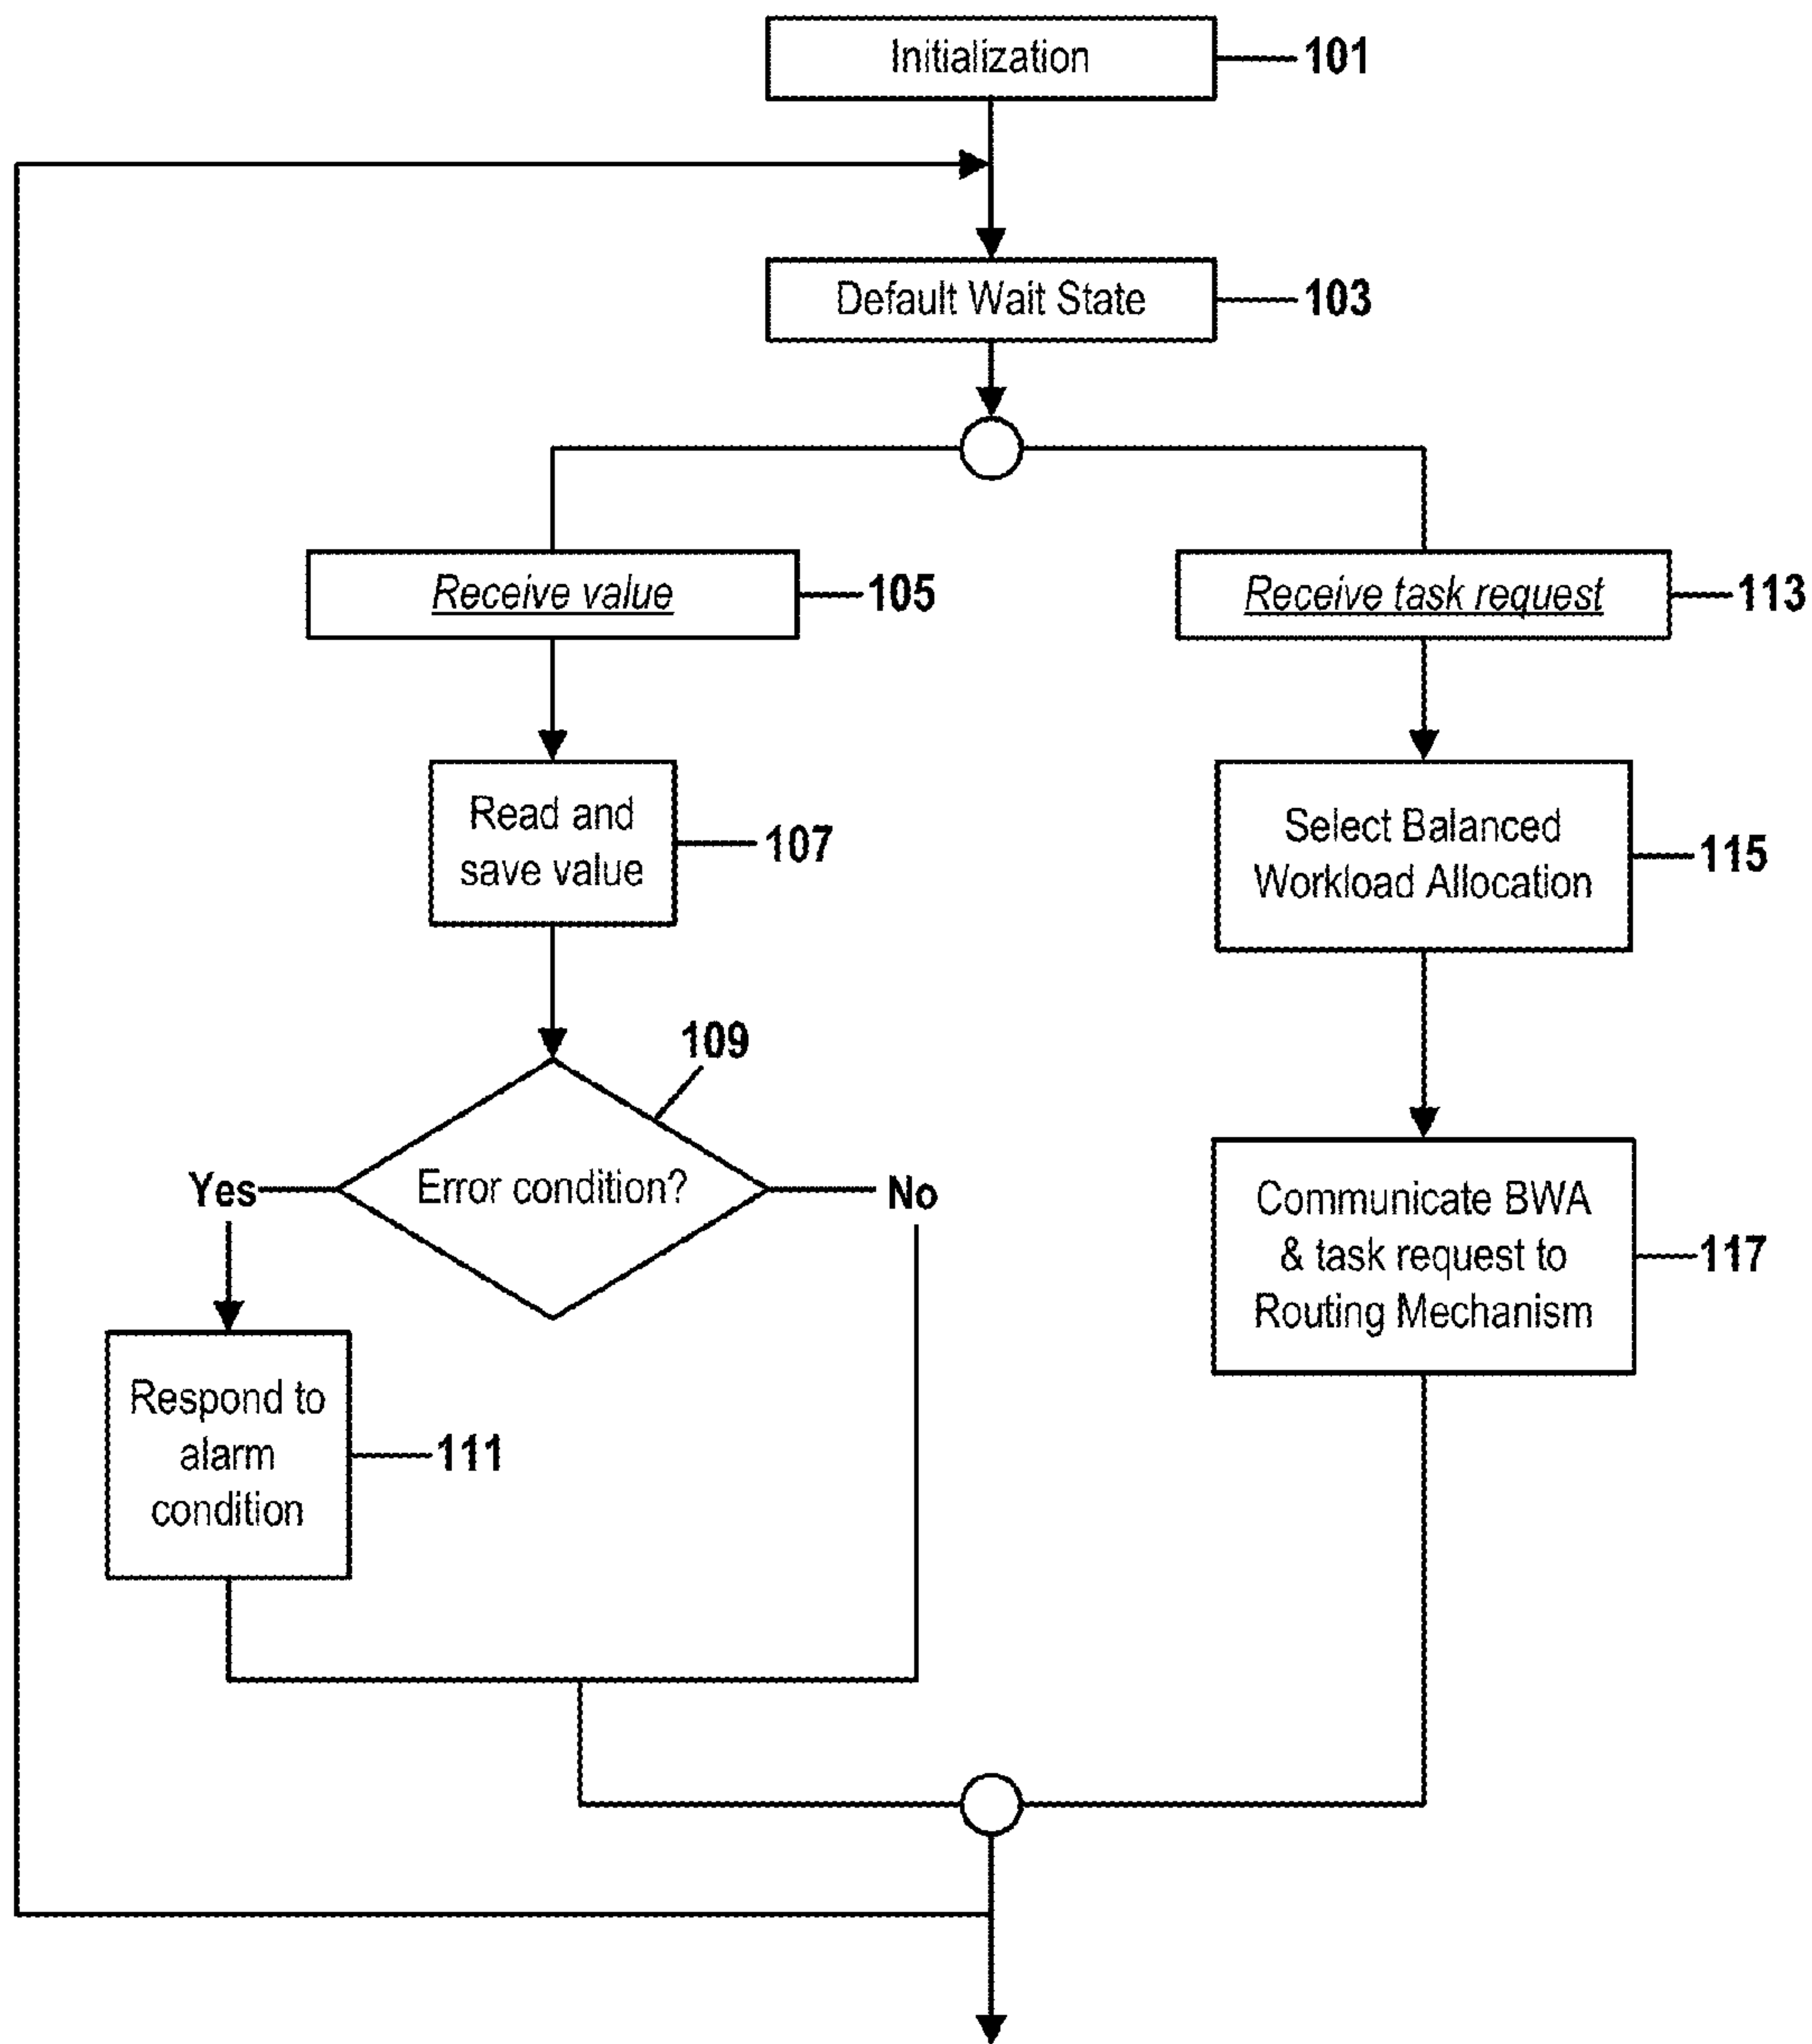 Initialization
101
Default Wait State
103
Receive value
105
Receive task request
113
Read and
save value
107
Select Balanced
Workload Allocation
115
109
Error condition?
Yes
No
Communicate BWA
& task request to
Routing Mechanism
117
Respond to
alarm
condition
111